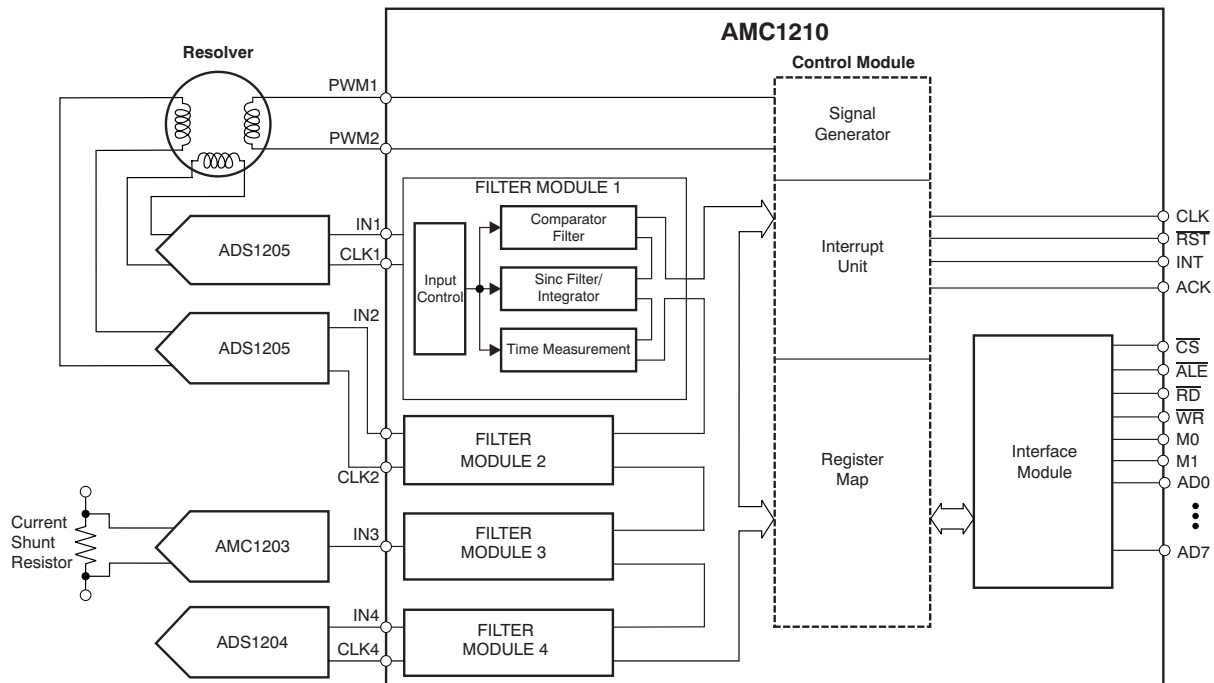 AMC1210
Resolver
Control Module
PWM1
PWM2
Signal
Generator
FILTER MODULE 1
IN1
CLK1
ADS1205
Input
Control
Comparator
Filter
Sinc Filter/
Integrator
Time Measurement
Interrupt
Unit
CLK
RST
INT
ACK
IN2
ADS1205
CLK2
FILTER
MODULE 2
Register
Map
Interface
Module
CS
ALE
RD
WR
M0
M1
AD0
AD7
Current
Shunt
Resistor
AMC1203
IN3
FILTER
MODULE 3
ADS1204
IN4
CLK4
FILTER
MODULE 4